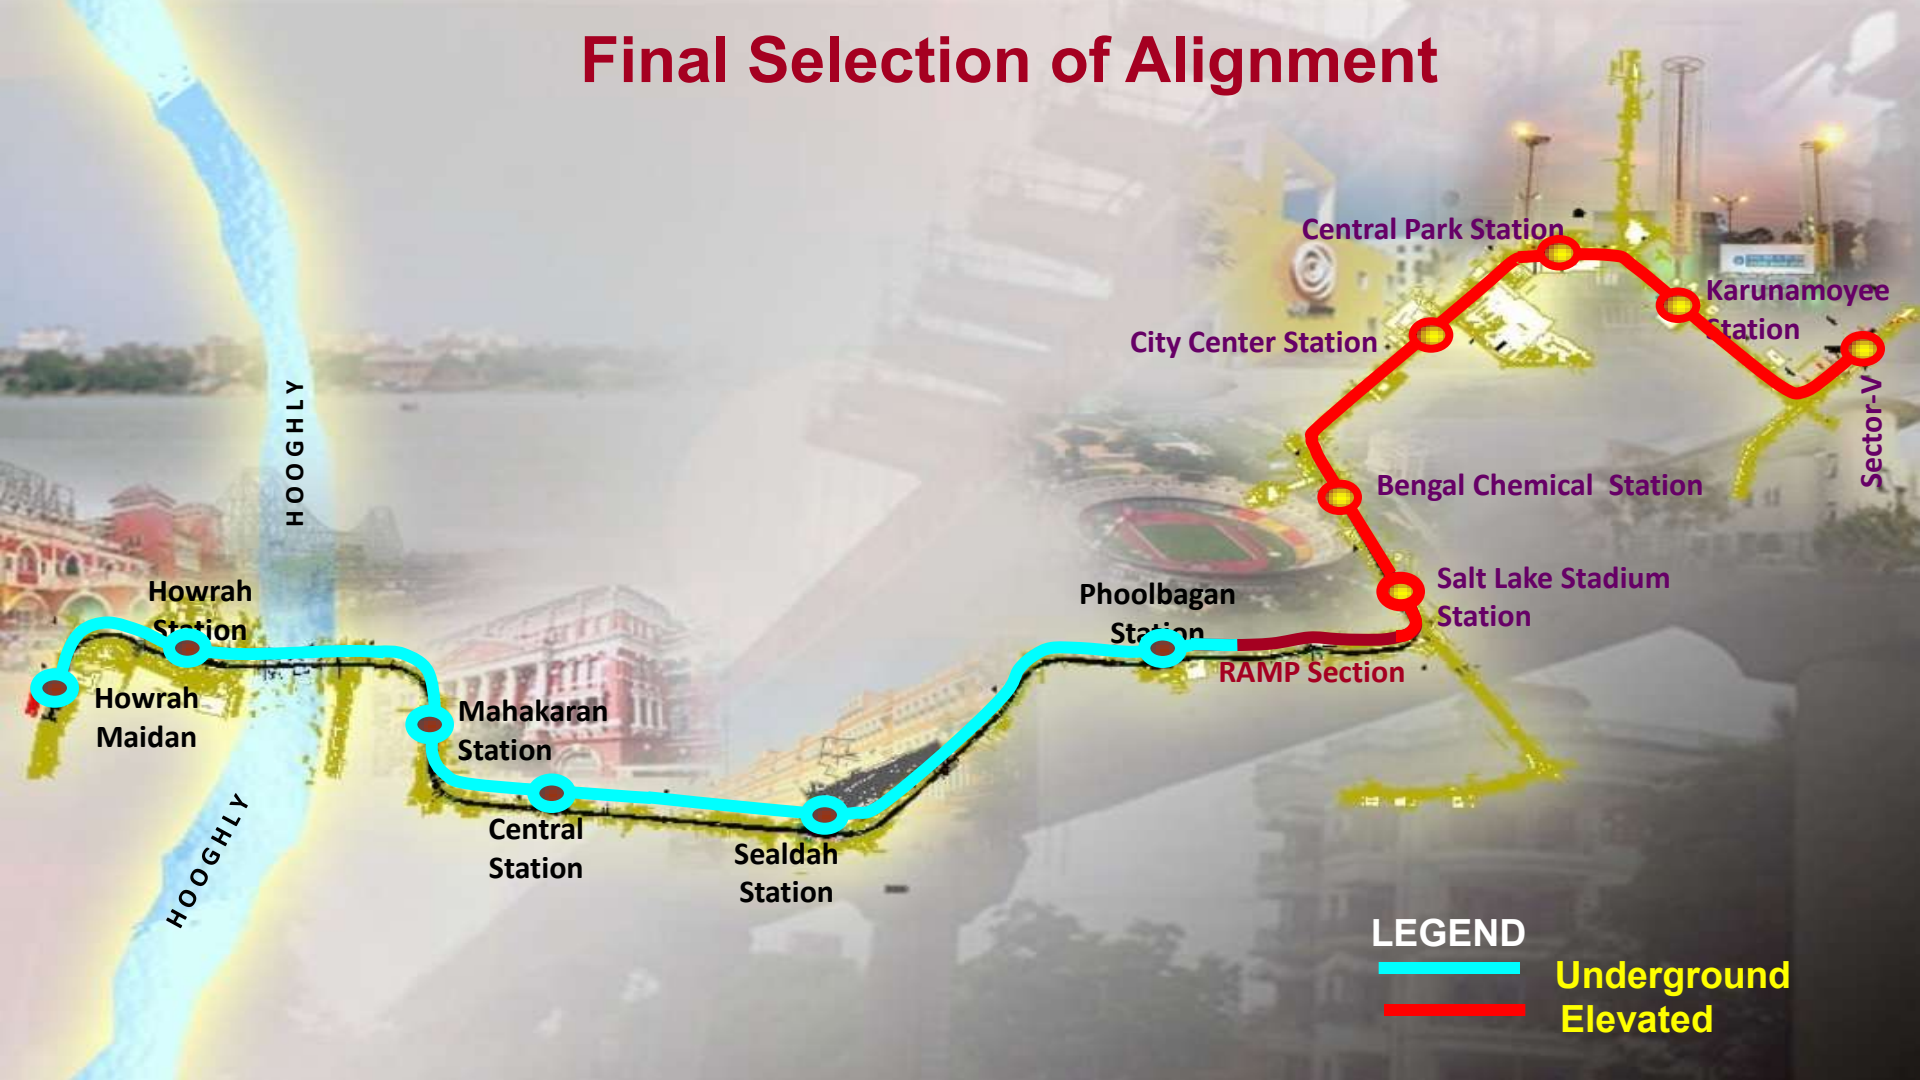 Final Selection of Alignment
Central Park Station
Karunamoyee
Station
City Center Station
Sector-V
HOOGHLY
Bengal Chemical  Station
Salt Lake Stadium
Station
Howrah
Station
Phoolbagan
Station
RAMP Section
Howrah
Maidan
Mahakaran
Station
HOOGHLY
Central
Station
Sealdah
Station
LEGEND
Underground
Elevated